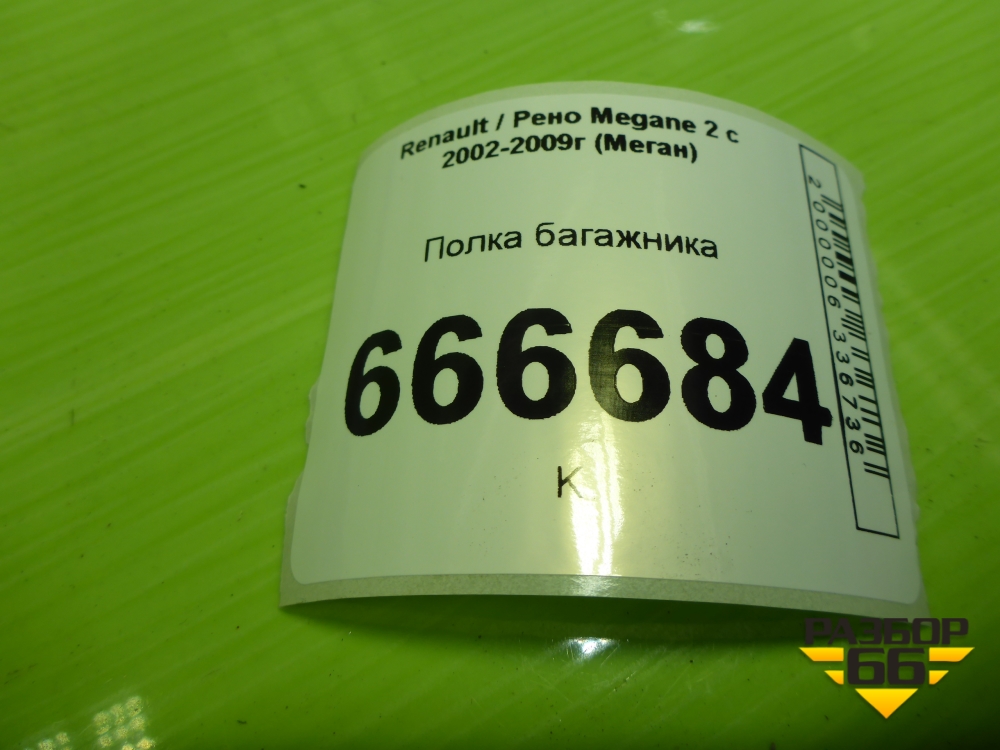 Renault / Рено Megane 2 с
2002-2009г (Меган)
Полка багажника
666684
К
2000006336736
РАЗБОР
66